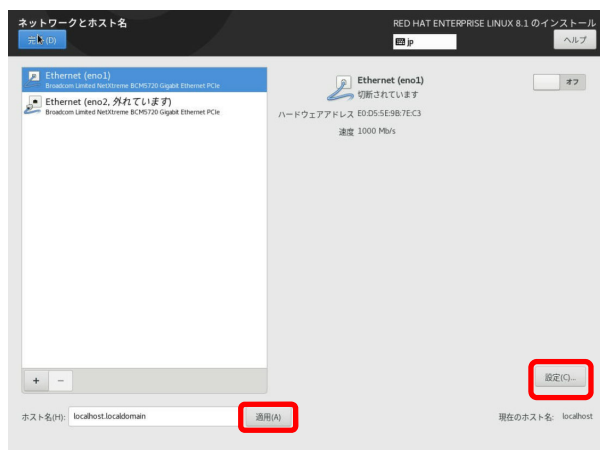 ネットワークとホスト名
RED HAT ENTERPRISE LINUX 8.1 のインストール
(D)
jp
ヘルプ
Ethernet (eno1)
Broadcom Limited NetXtreme BCM5720 Gigabit Ethernet PCIe
Ethernet (eno2, 外れています)
Broadcom Limited NetXtreme BCM5720 Gigabit Ethernet PCIe
Ethernet (eno1)
切断されています
オフ
ハードウェアアドレス E0:D5:5E:9B:7E:C3
速度 1000 Mb/s
+ −
設定(C)...
ホスト名(H): localhost.localdomain 適用(A)
現在のホスト名: localhost